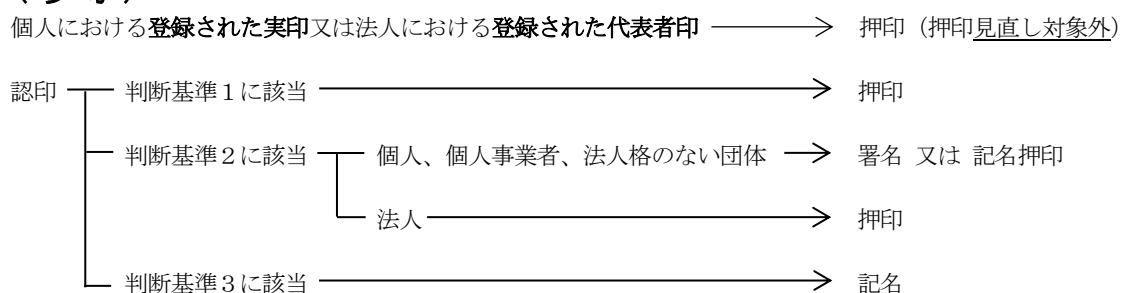 個人における登録された実印又は法人における登録された代表者印 押印（押印見直し対象外）
認印 判断基準１に該当 押印
判断基準２に該当 個人、個人事業者、法人格のない団体 署名 又は 記名押印
法人 押印
判断基準３に該当 記名